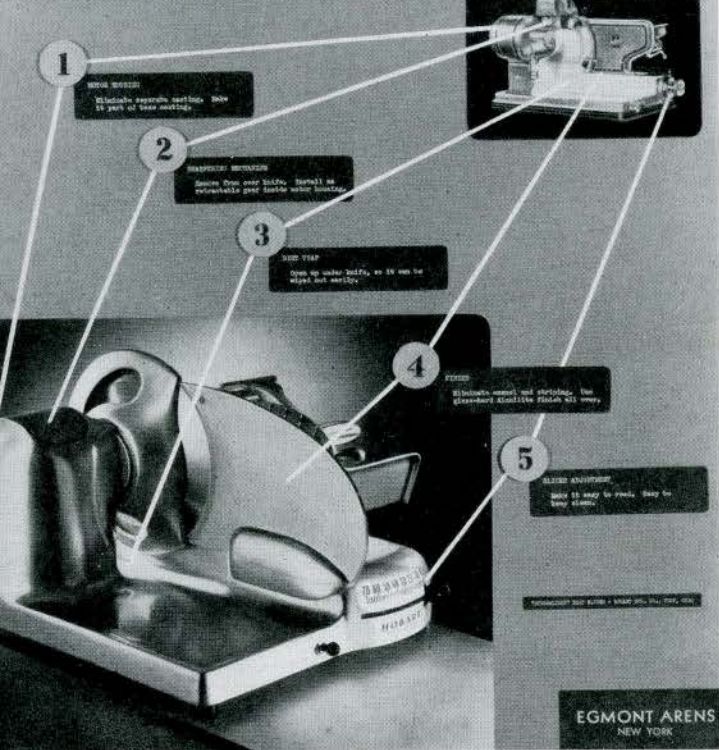 1
MOTOR HOUSING
Eliminate separate casting. Make
it part of base casting.
2
SHARPENING MECHANISM
Remove from over knife. Install as
retractable gear inside motor housing.
3
DIRT TRAP
Open up under knife, so it can be
wiped out easily.
4
FINISH
Eliminate enamel and striping. Use
glass-hard finish all over.
5
SLICER ADJUSTMENT
Make it easy to read. Easy to
keep clean.
HOBART
EGMONT ARENS
NEW YORK